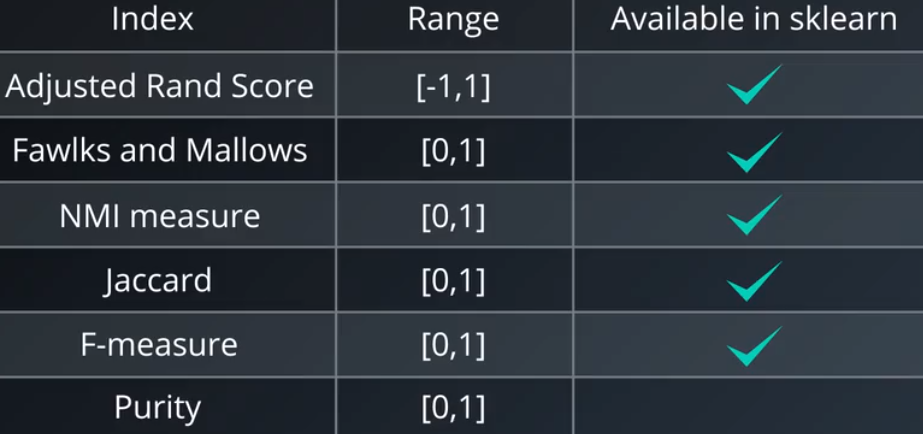 Index Range Available in sklearn
Adjusted Rand Score [-1,1]
Fawlks and Mallows [0,1]
NMI measure [0,1]
Jaccard [0,1]
F-measure [0,1]
Purity [0,1]